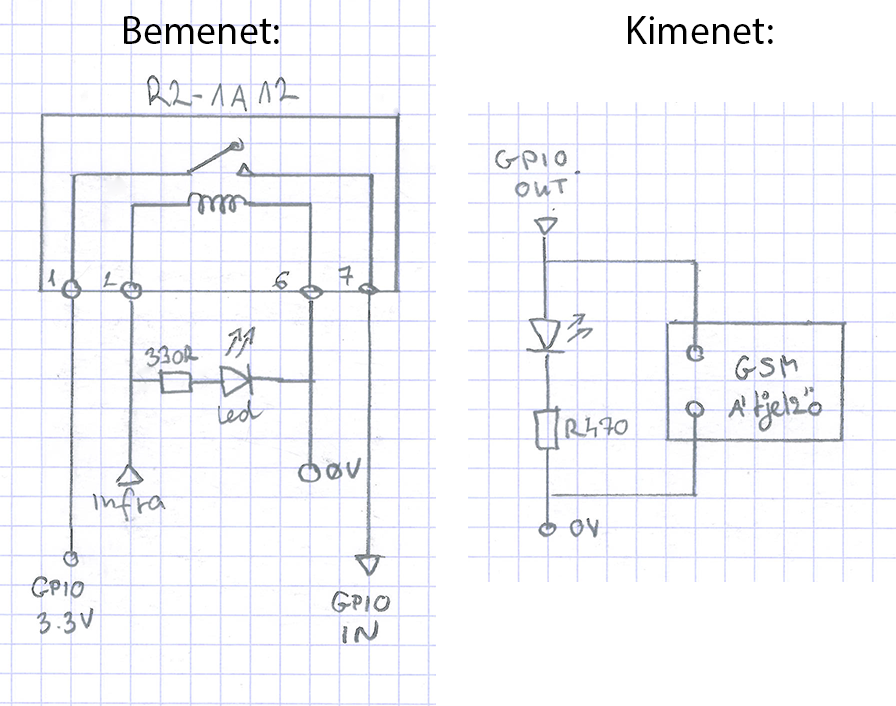 Bemenet:
Kimenet:
R2-1A12
1 2 6 7
330R
Led
Infra
0V
GPIO
3.3V
GPIO
IN
GPIO
OUT
GSM
Átjelző
R470
0V